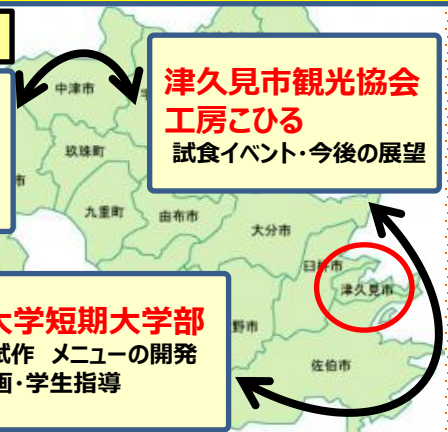 中津市
津久見市観光協会
工房こひる
試食イベント・今後の展望
玖珠町
市
九重町
由布市
大分市
臼杵市
津久見市
大学短期大学部
試作 メニューの開発
画・学生指導
野市
佐伯市